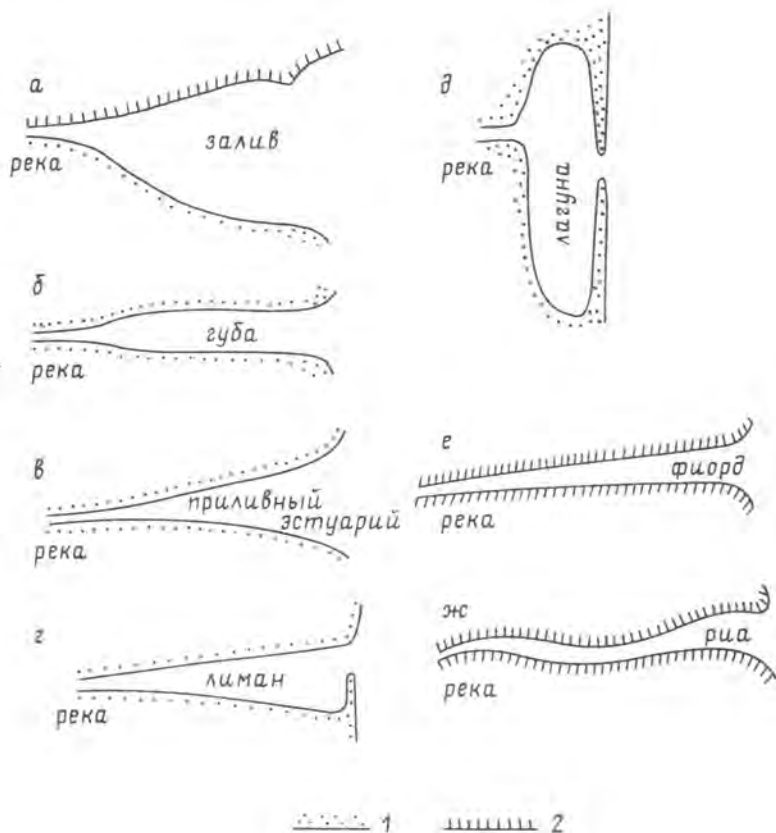 а
залив
река
б
губа
река
в
приливный
эстуарий
река
г
лиман
река
д
река
лагуна
е
фиорд
река
ж
риа
река
1 2